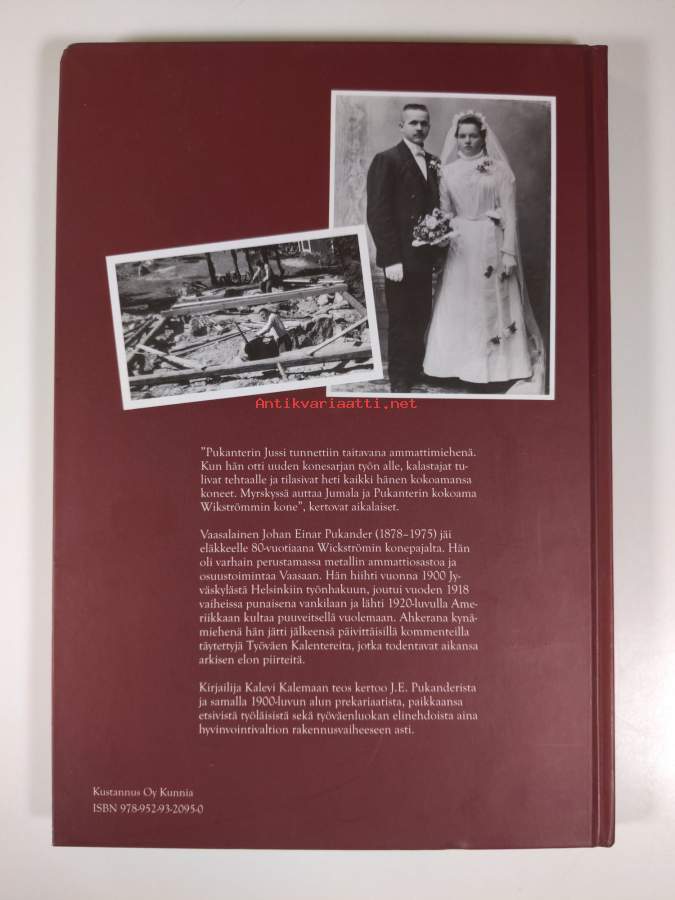 Antikvariaatti.net
"Pukanterin Jussi tunnettiin taitavana ammattimiehenä.
Kun hän otti uuden konesarjan työn alle, kalastajat tu-
livat tehtaalle ja tilasivat heti kaikki hänen kokoamansa
koneet. Myrskyssä auttaa Jumala ja Pukanterin kokoama
Wikströmmin kone", kertovat aikalaiset.
Vaasalainen Johan Einar Pukander (1878–1975) jäi
eläkkeelle 80-vuotiaana Wickströmin konepajalta. Hän
oli varhain perustamassa metallin ammattiosastoa ja
osuustoimintaa Vaasaan. Hän hiihti vuonna 1900 Jy-
väskylästä Helsinkiin työnhakuun, joutui vuoden 1918
vaiheissa punaisena vankilaan ja lähti 1920-luvulla Ame-
riikkaan kultaa puuveitsellä vuolemaan. Ahkerana kynä-
miehenä hän jätti jälkeensä päivittäisillä kommenteilla
täytettyjä Työväen Kalentereita, jotka todentavat aikansa
arkisen elon piirteitä.
Kirjailija Kalevi Kalemaan teos kertoo J.E. Pukanderista
ja samalla 1900-luvun alun prekariaatista, paikkaansa
etsivistä työläisistä sekä työväenluokan elinehdoista aina
hyvinvointivaltion rakennusvaiheeseen asti.
Kustannus Oy Kunnia
ISBN 978-952-93-2095-0